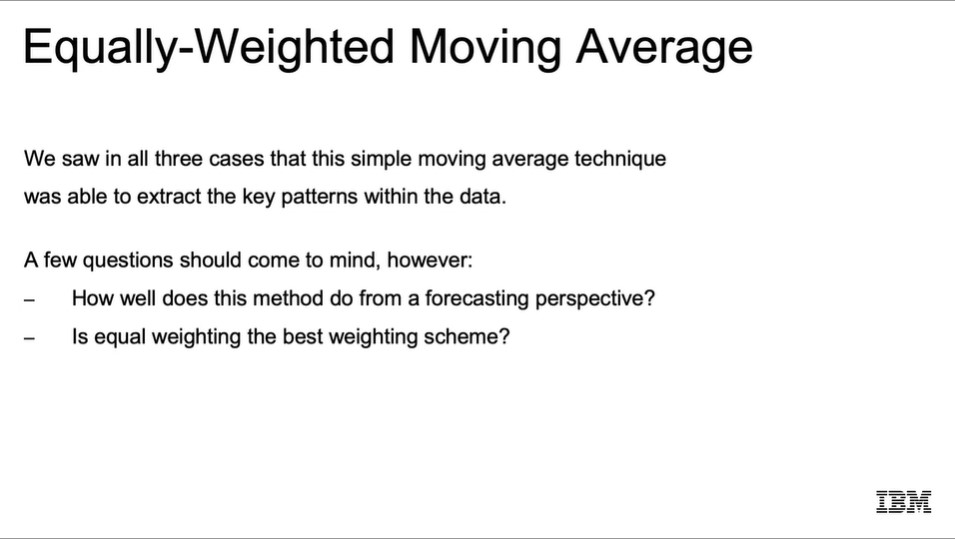 Equally-Weighted Moving Average
We saw in all three cases that this simple moving average technique
was able to extract the key patterns within the data.
A few questions should come to mind, however:
– How well does this method do from a forecasting perspective?
– Is equal weighting the best weighting scheme?
IBM